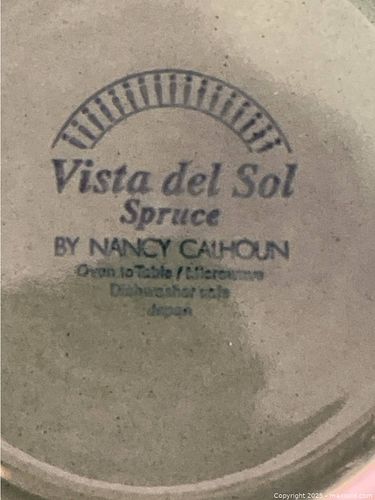 Vista del Sol
Spruce
BY NANCY CALHOUN
Oven to Table / Microwave
Dishwasher safe
Japan
Copyright 2025